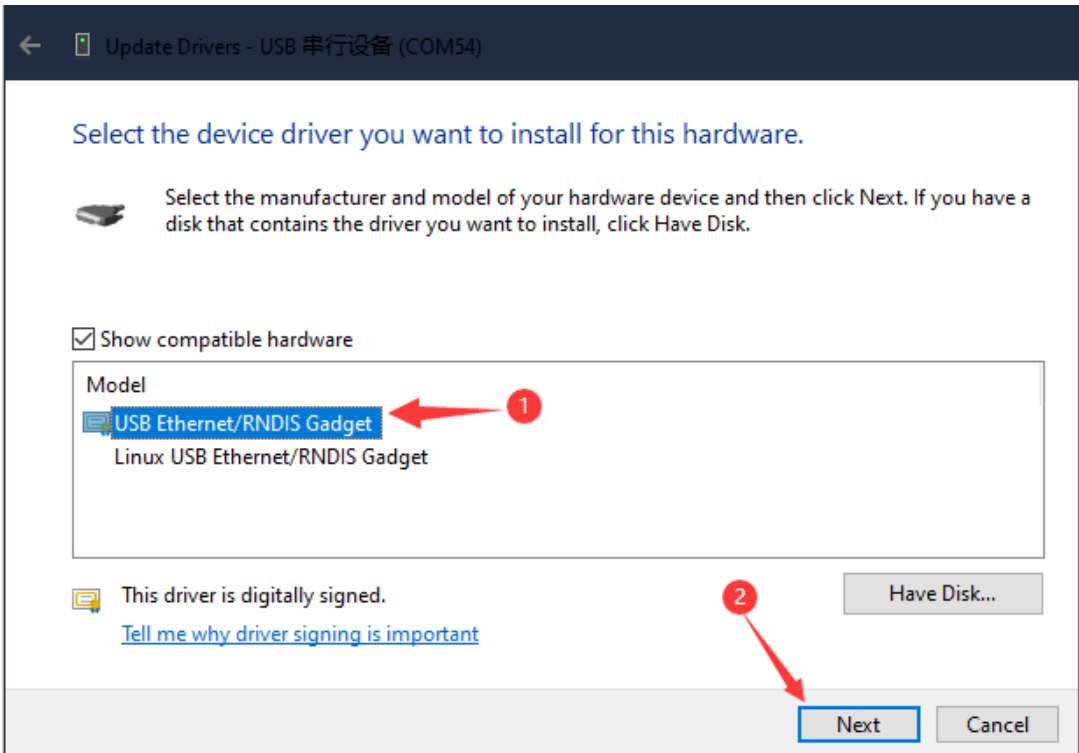 Update Drivers - USB 串行设备 (COM54)
Select the device driver you want to install for this hardware.
Select the manufacturer and model of your hardware device and then click Next. If you have a
disk that contains the driver you want to install, click Have Disk.
Show compatible hardware
Model
USB Ethernet/RNDIS Gadget
1
Linux USB Ethernet/RNDIS Gadget
This driver is digitally signed.
2
Have Disk...
Tell me why driver signing is important
Next
Cancel